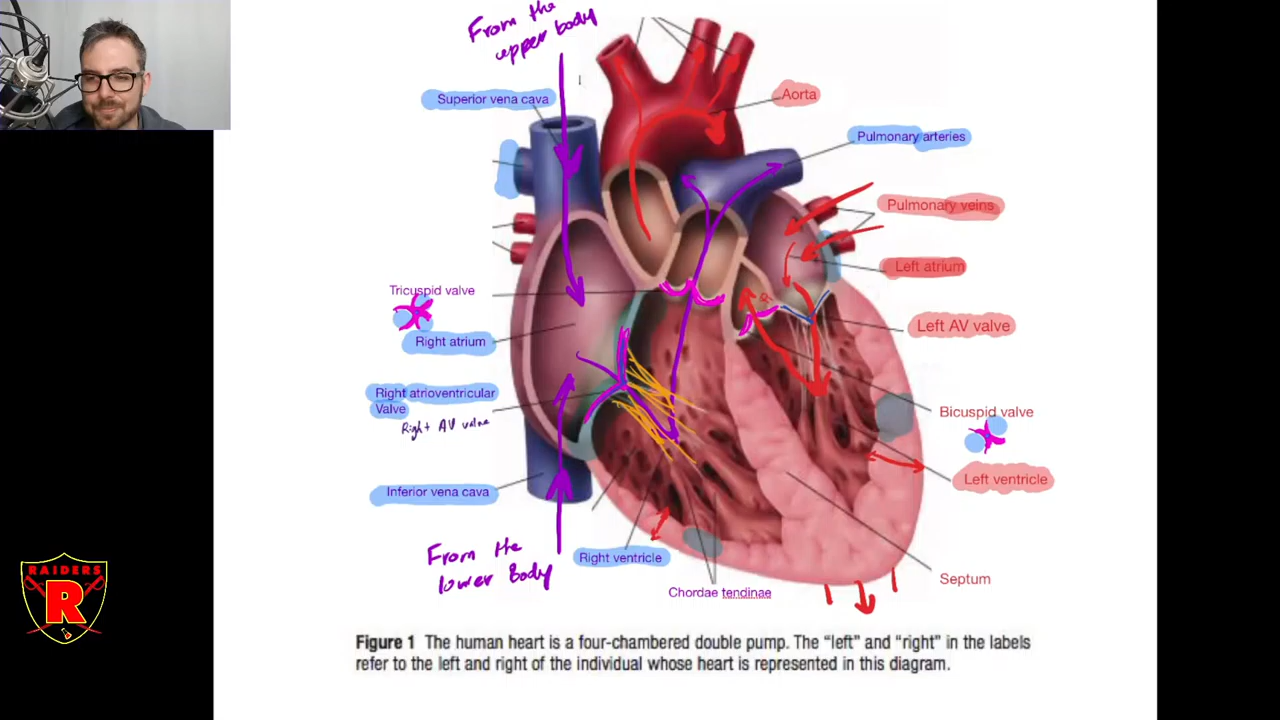 From the
upper body
Superior vena cava
Aorta
Pulmonary arteries
Pulmonary veins
Left atrium
Tricuspid valve
Left AV valve
Right atrium
Right atrioventricular
Valve
Right AV valve
Bicuspid valve
Left ventricle
Inferior vena cava
From the
lower body
Right ventricle
Septum
Chordae tendinae
RAIDERS
R
Figure 1 The human heart is a four-chambered double pump. The “left” and “right” in the labels
refer to the left and right of the individual whose heart is represented in this diagram.